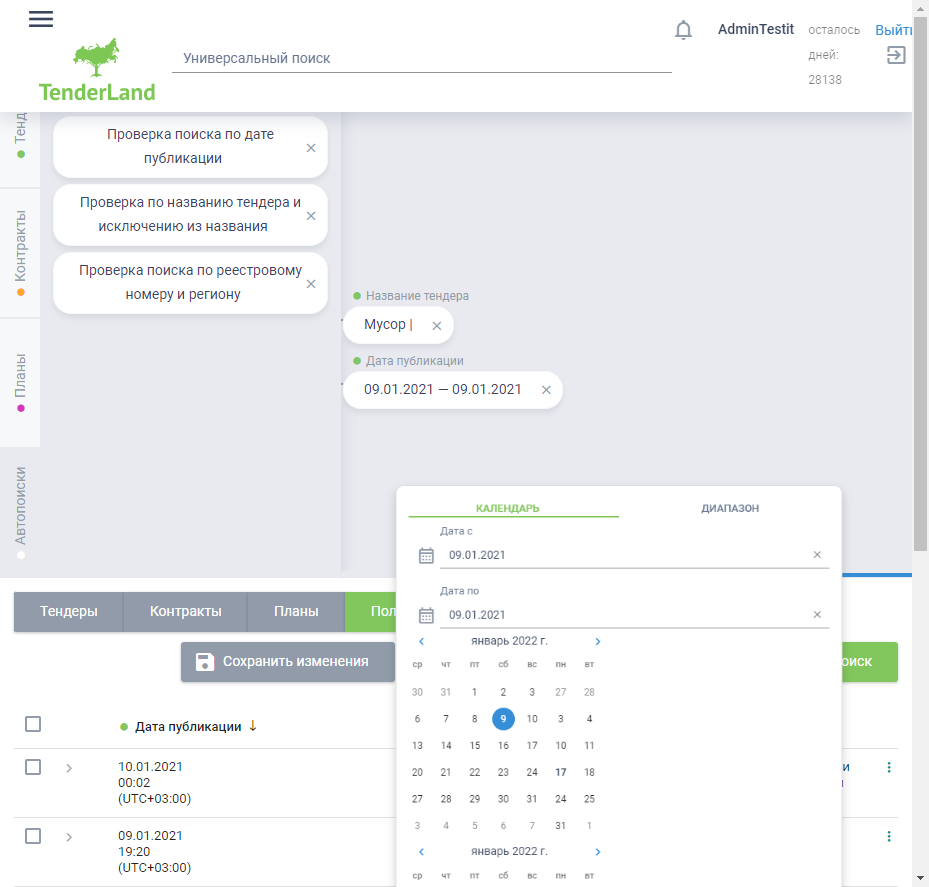 AdminTestit
осталось
Выйти
Универсальный поиск
дней:
28138
TenderLand
Тенд
Контракты
Планы
Автопоиски
Проверка поиска по дате
публикации
Проверка по названию тендера и
исключению из названия
Проверка поиска по реестровому
номеру и региону
Название тендера
Мусор |
Дата публикации
09.01.2021 — 09.01.2021
КАЛЕНДАРЬ ДИАПАЗОН
Дата с
09.01.2021
Дата по
09.01.2021
январь 2022 г.
ср чт пт сб вс пн вт
30 31 1 2 3 27 28
6 7 8 9 10 3 4
13 14 15 16 17 10 11
20 21 22 23 24 17 18
27 28 29 30 31 24 25
3 4 5 6 7 31 1
январь 2022 г.
ср чт пт сб вс пн вт
Тендеры Контракты Планы Пол
Сохранить изменения
оиск
Дата публикации
10.01.2021
00:02
(UTC+03:00)
и
09.01.2021
19:20
(UTC+03:00)